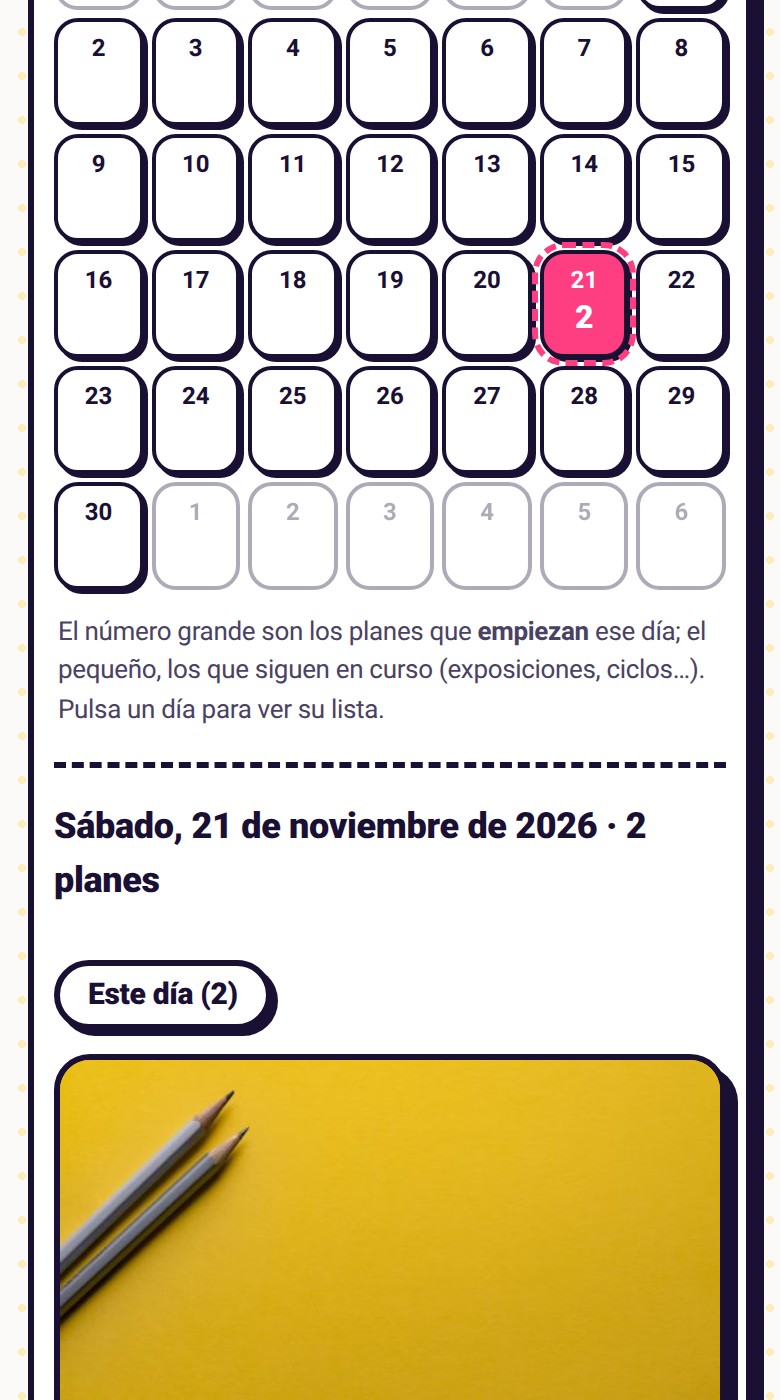 2 3 4 5 6 7 8
9 10 11 12 13 14 15
16 17 18 19 20 21 22
2
23 24 25 26 27 28 29
30 1 2 3 4 5 6
El número grande son los planes que empiezan ese día; el
pequeño, los que siguen en curso (exposiciones, ciclos…).
Pulsa un día para ver su lista.
Sábado, 21 de noviembre de 2026 · 2
planes
Este día (2)